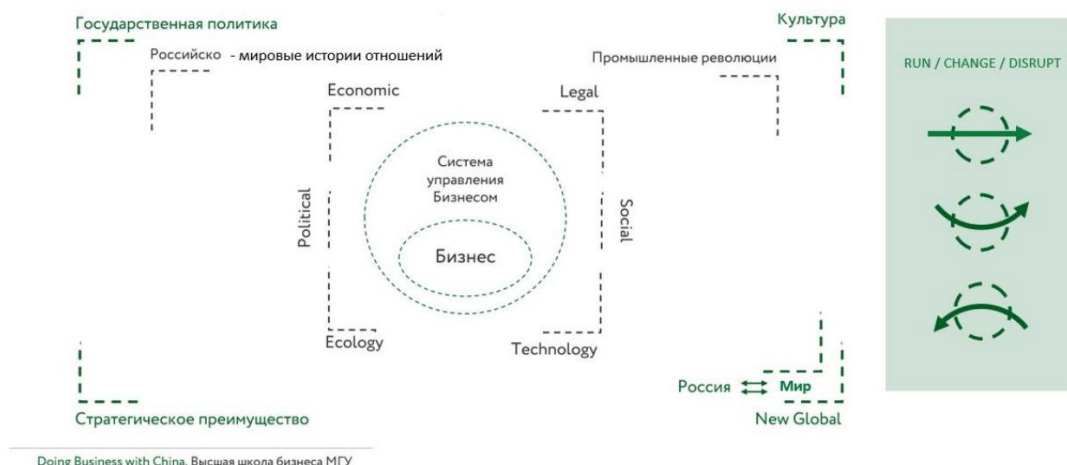 Государственная политика
Культура
Российско - мировые истории отношений
Промышленные революции
RUN / CHANGE / DISRUPT
Economic
Legal
Система
управления
Бизнесом
Political
Social
Бизнес
Ecology
Technology
Россия
Мир
Стратегическое преимущество
New Global
Doing Business with China. Высшая школа бизнеса МГУ